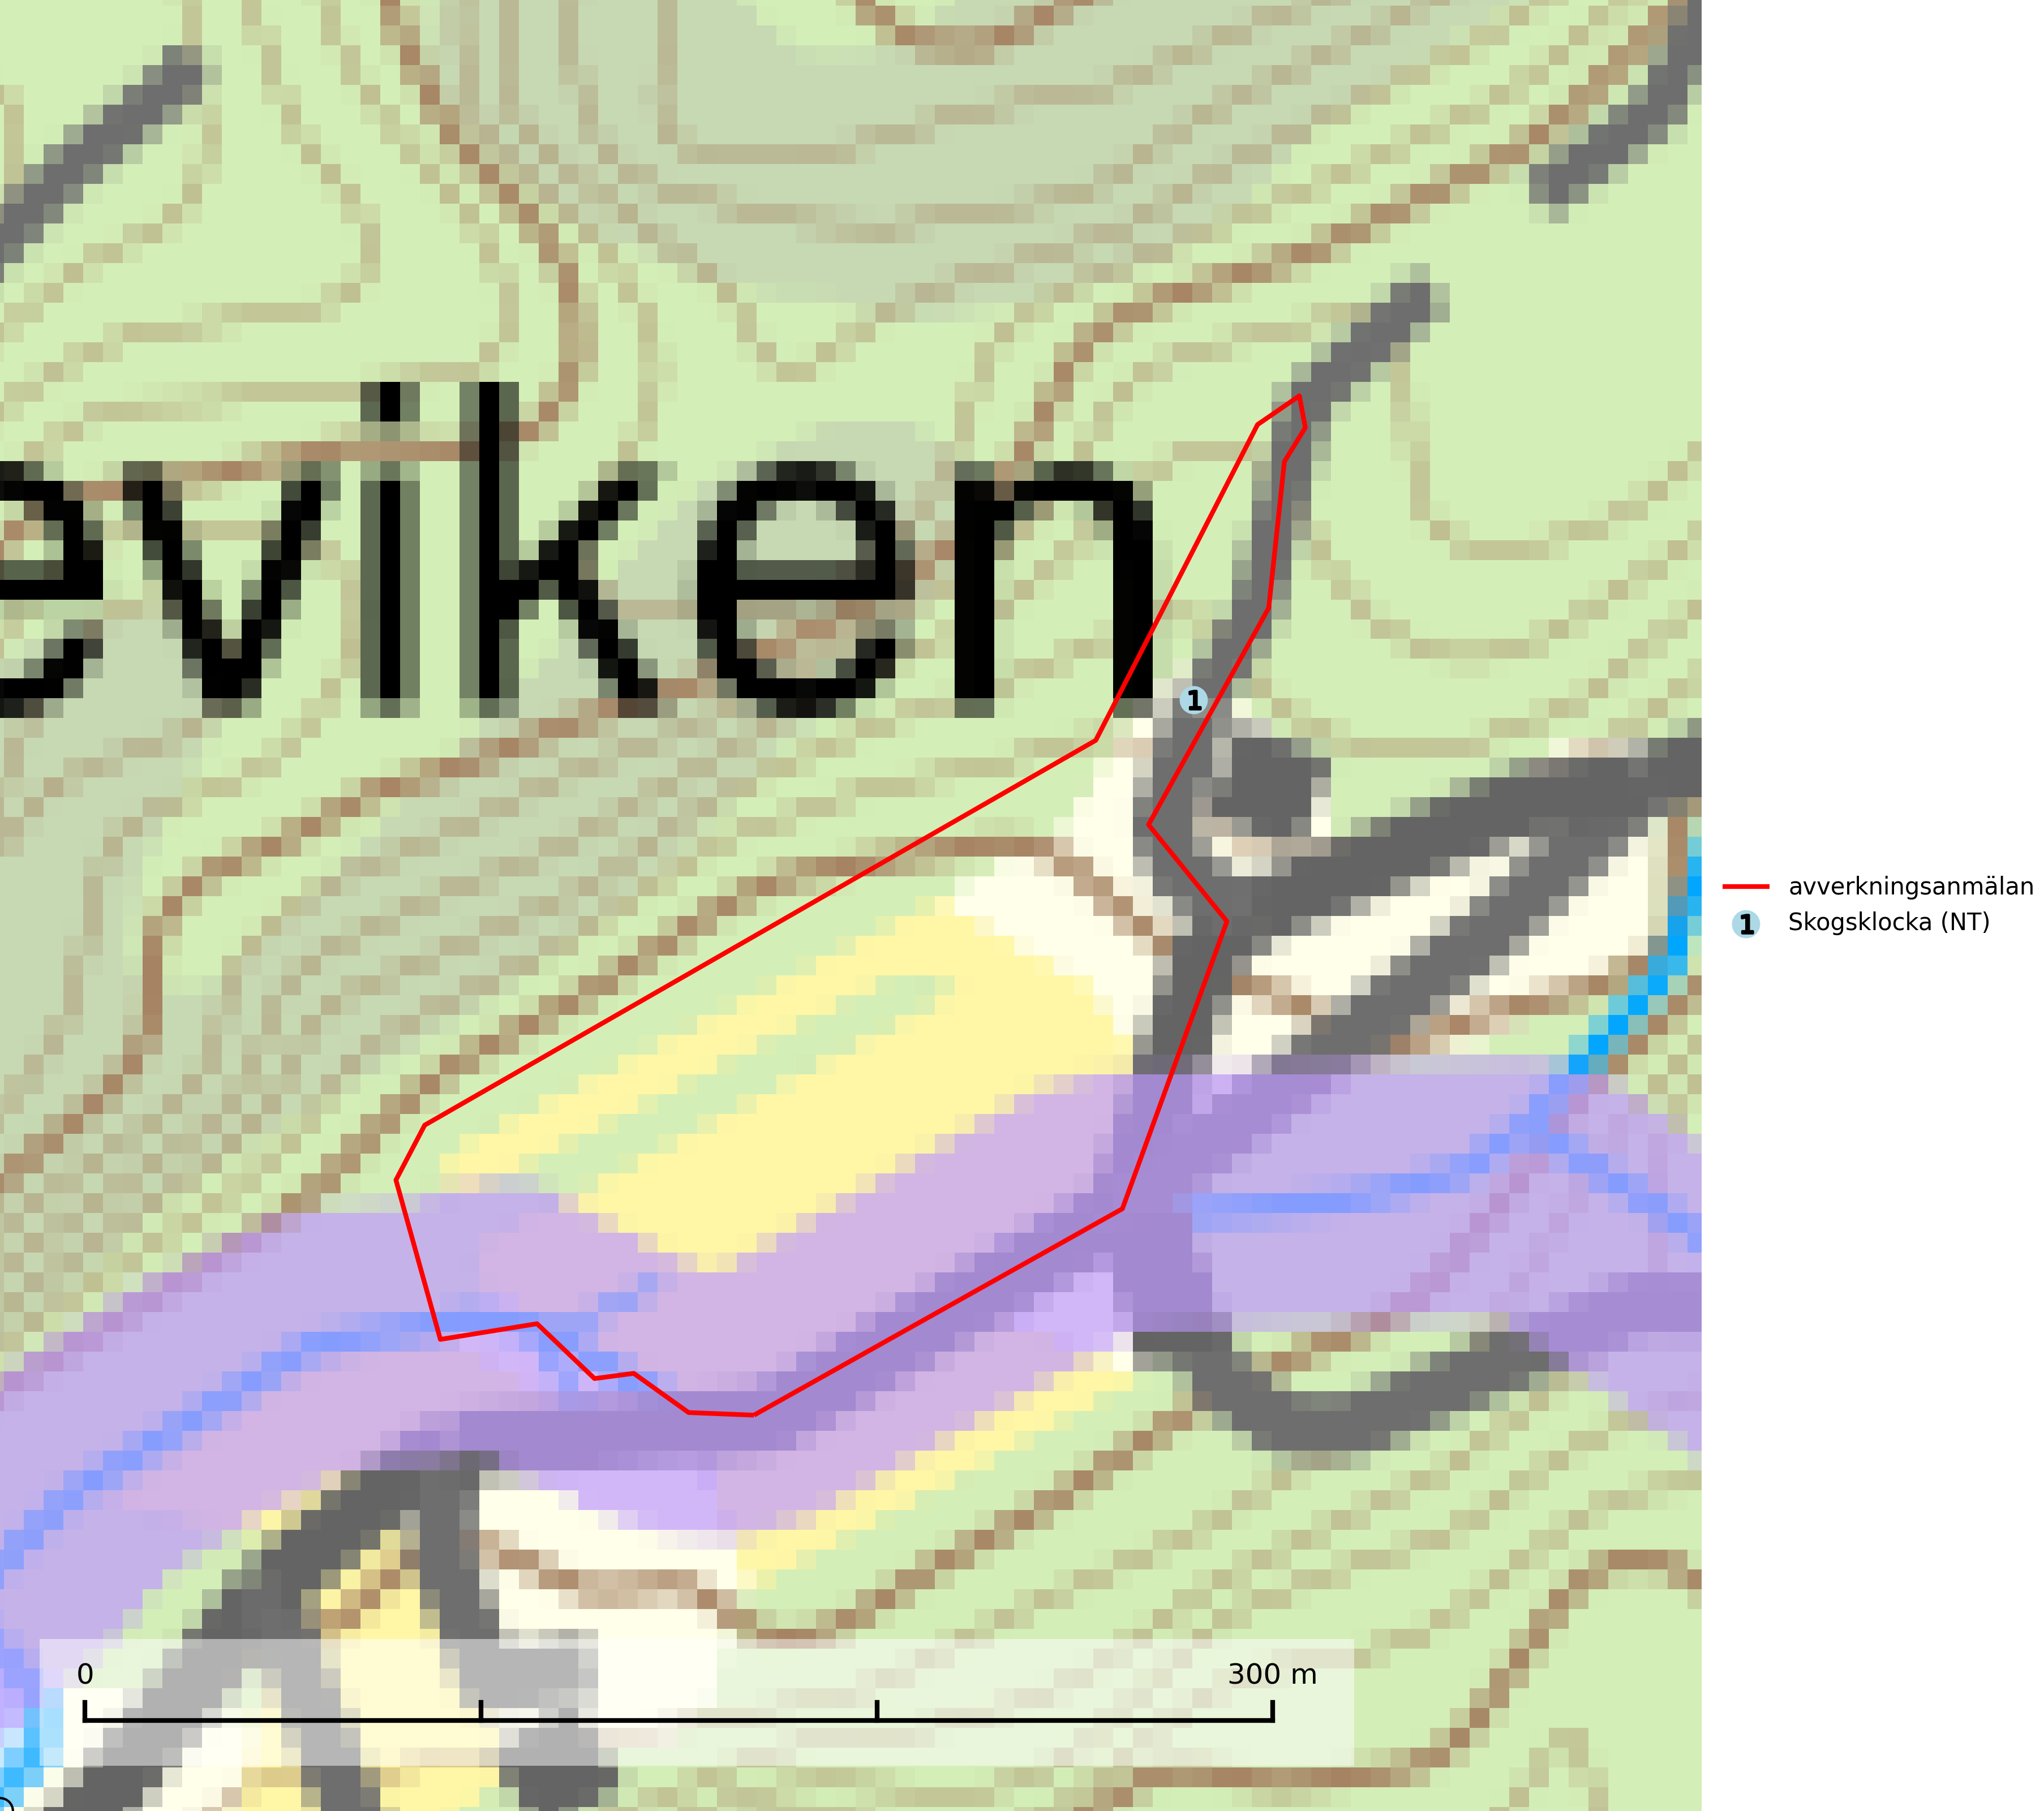 eviken
1
avverkningsanmälan
1 Skogsklocka (NT)
0 300 m